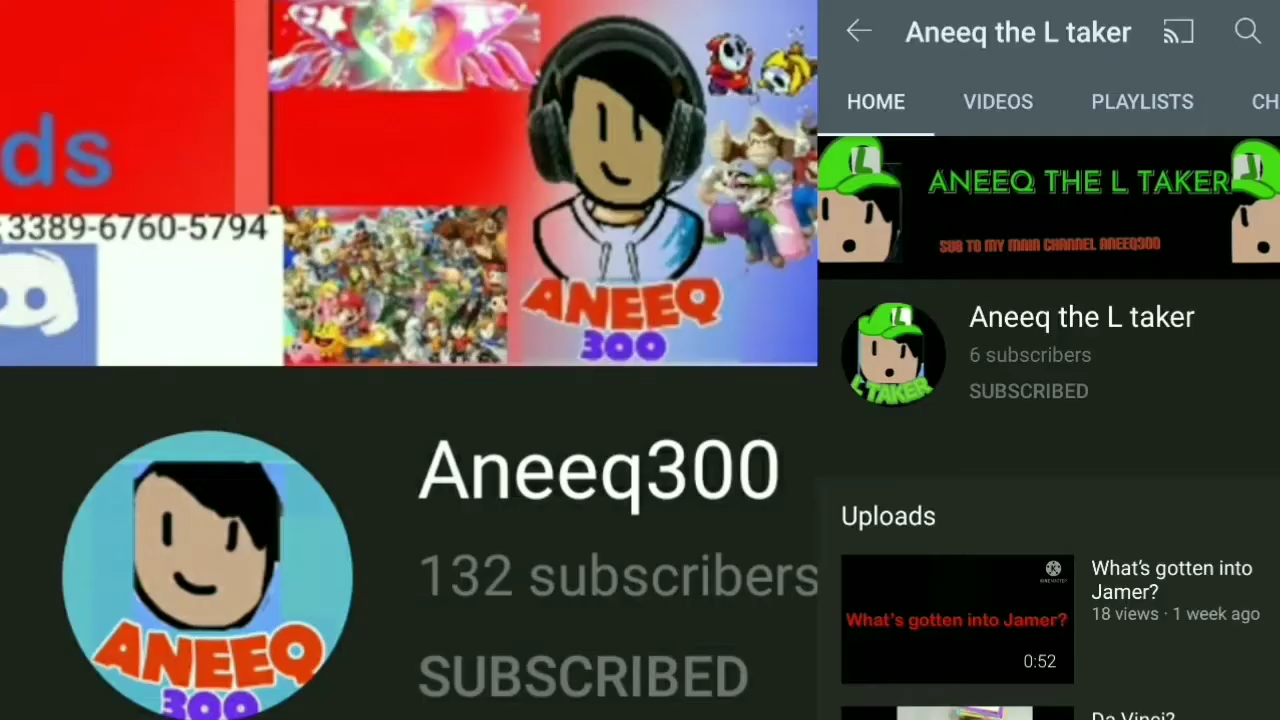 ds
3389-6760-5794
ANEEQ
300
Aneeq300
132 subscribers
SUBSCRIBED
ANEEQ
300
Aneeq the L taker
HOME
VIDEOS
PLAYLISTS
CH
L
ANEEQ THE L TAKER
L
SUB TO MY MAIN CHANNEL ANEEQ300
L
L TAKER
Aneeq the L taker
6 subscribers
SUBSCRIBED
Uploads
KINEMASTER
What's gotten into Jamer?
0:52
What's gotten into
Jamer?
18 views · 1 week ago
Da Vinci?